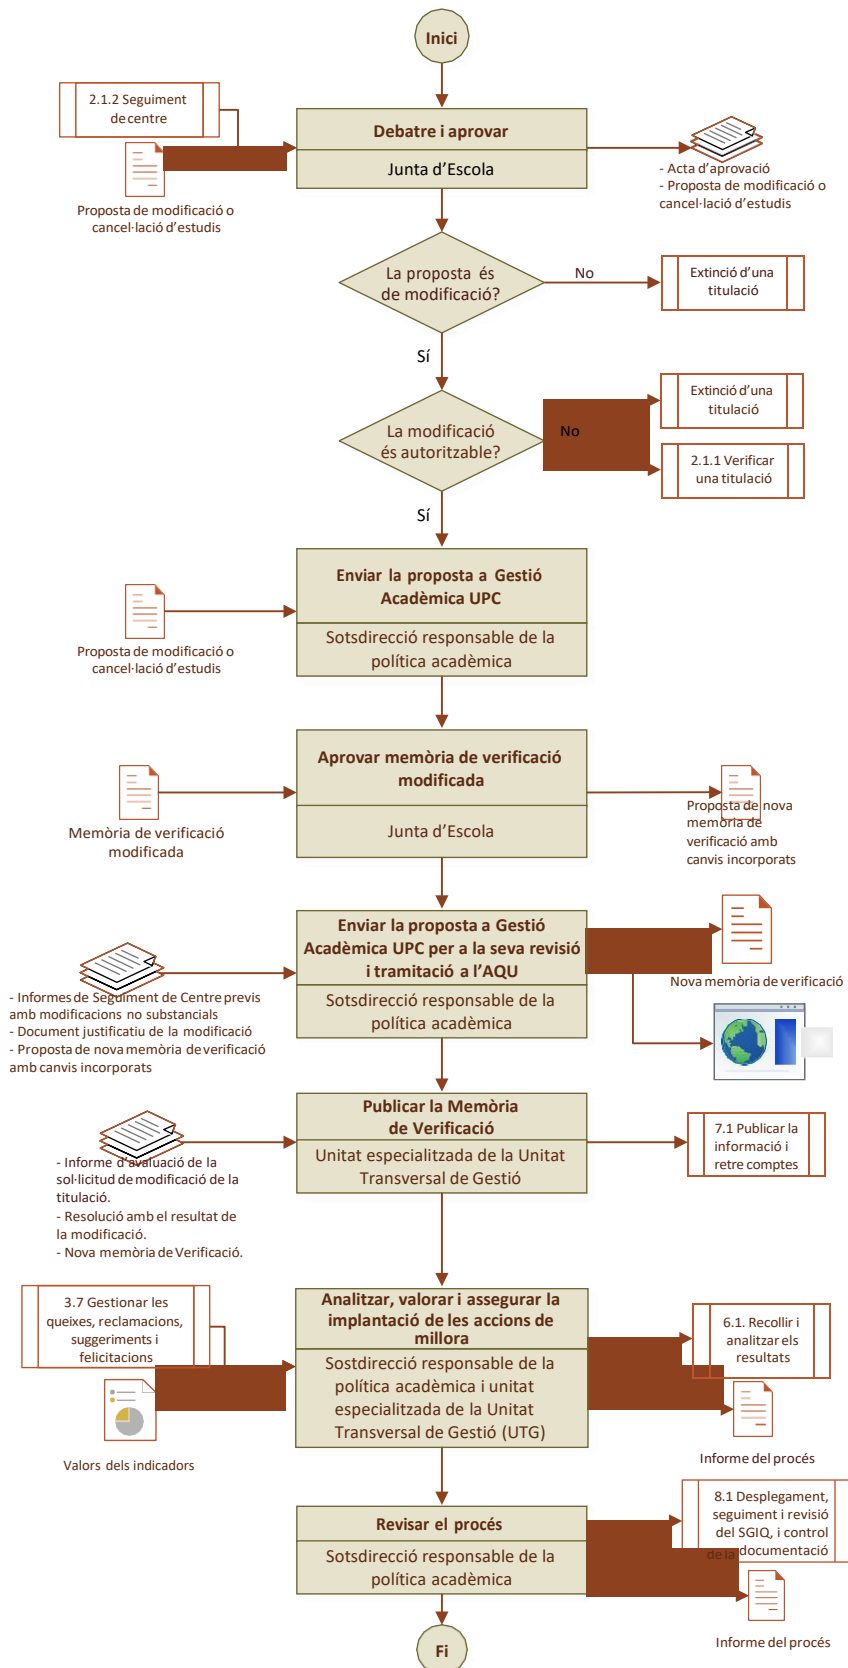 Inici
2.1.2 Seguiment
de centre
Debatre i aprovar
Junta d'Escola
Proposta de modificació o
cancel·lació d'estudis
- Acta d'aprovació
- Proposta de modificació o
cancel·lació d'estudis
La proposta és
de modificació?
No
Extinció d'una
titulació
Sí
La modificació
és autoritzable?
No
Extinció d'una
titulació
2.1.1 Verificar
una titulació
Sí
Enviar la proposta a Gestió
Acadèmica UPC
Sotsdirecció responsable de la
política acadèmica
Proposta de modificació o
cancel·lació d'estudis
Aprovar memòria de verificació
modificada
Junta d'Escola
Memòria de verificació
modificada
Proposta de nova
memòria de
verificació amb
canvis incorporats
Enviar la proposta a Gestió
Acadèmica UPC per a la seva revisió
i tramitació a l'AQU
Sotsdirecció responsable de la
política acadèmica
- Informes de Seguiment de Centre previs
amb modificacions no substancials
- Document justificatiu de la modificació
- Proposta de nova memòria de verificació
amb canvis incorporats
Nova memòria de verificació
Publicar la Memòria
de Verificació
Unitat especialitzada de la Unitat
Transversal de Gestió
- Informe d'avaluació de la
sol·licitud de modificació de la
titulació.
- Resolució amb el resultat de
la modificació.
- Nova memòria de Verificació.
7.1 Publicar la
informació i
retre comptes
3.7 Gestionar les
queixes, reclamacions,
suggeriments i
felicitacions
Valors dels indicadors
Analitzar, valorar i assegurar la
implantació de les accions de
millora
Sostdirecció responsable de la
política acadèmica i unitat
especialitzada de la Unitat
Transversal de Gestió (UTG)
6.1. Recollir i
analitzar els
resultats
Informe del procés
Revisar el procés
Sotsdirecció responsable de la
política acadèmica
8.1 Desplegament,
seguiment i revisió
del SGIQ, i control
de la documentació
Informe del procés
Fi